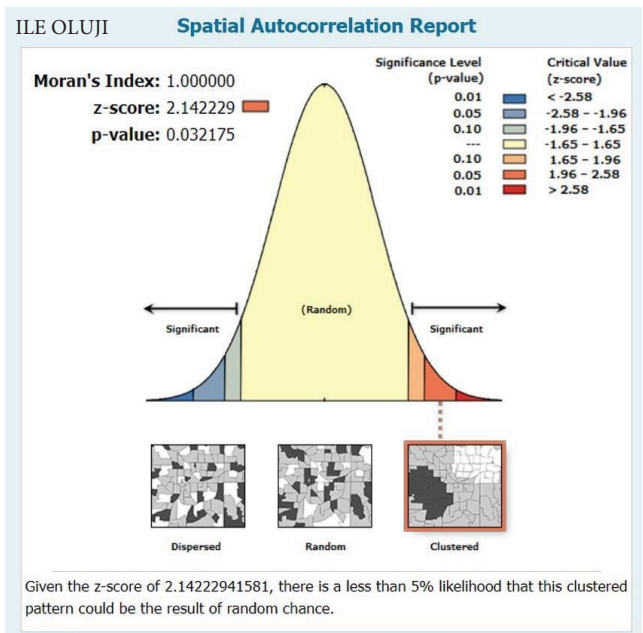 ILE OLUJI Spatial Autocorrelation Report
Moran's Index: 1.000000
z-score: 2.142229
p-value: 0.032175
Significance Level Critical Value
(p-value) (z-score)
0.01 < -2.58
0.05 -2.58 – -1.96
0.10 -1.96 – -1.65
--- -1.65 – 1.65
0.10 1.65 – 1.96
0.05 1.96 – 2.58
0.01 > 2.58
(Random)
Significant Significant
Dispersed Random Clustered
Given the z-score of 2.14222941581, there is a less than 5% likelihood that this clustered
pattern could be the result of random chance.